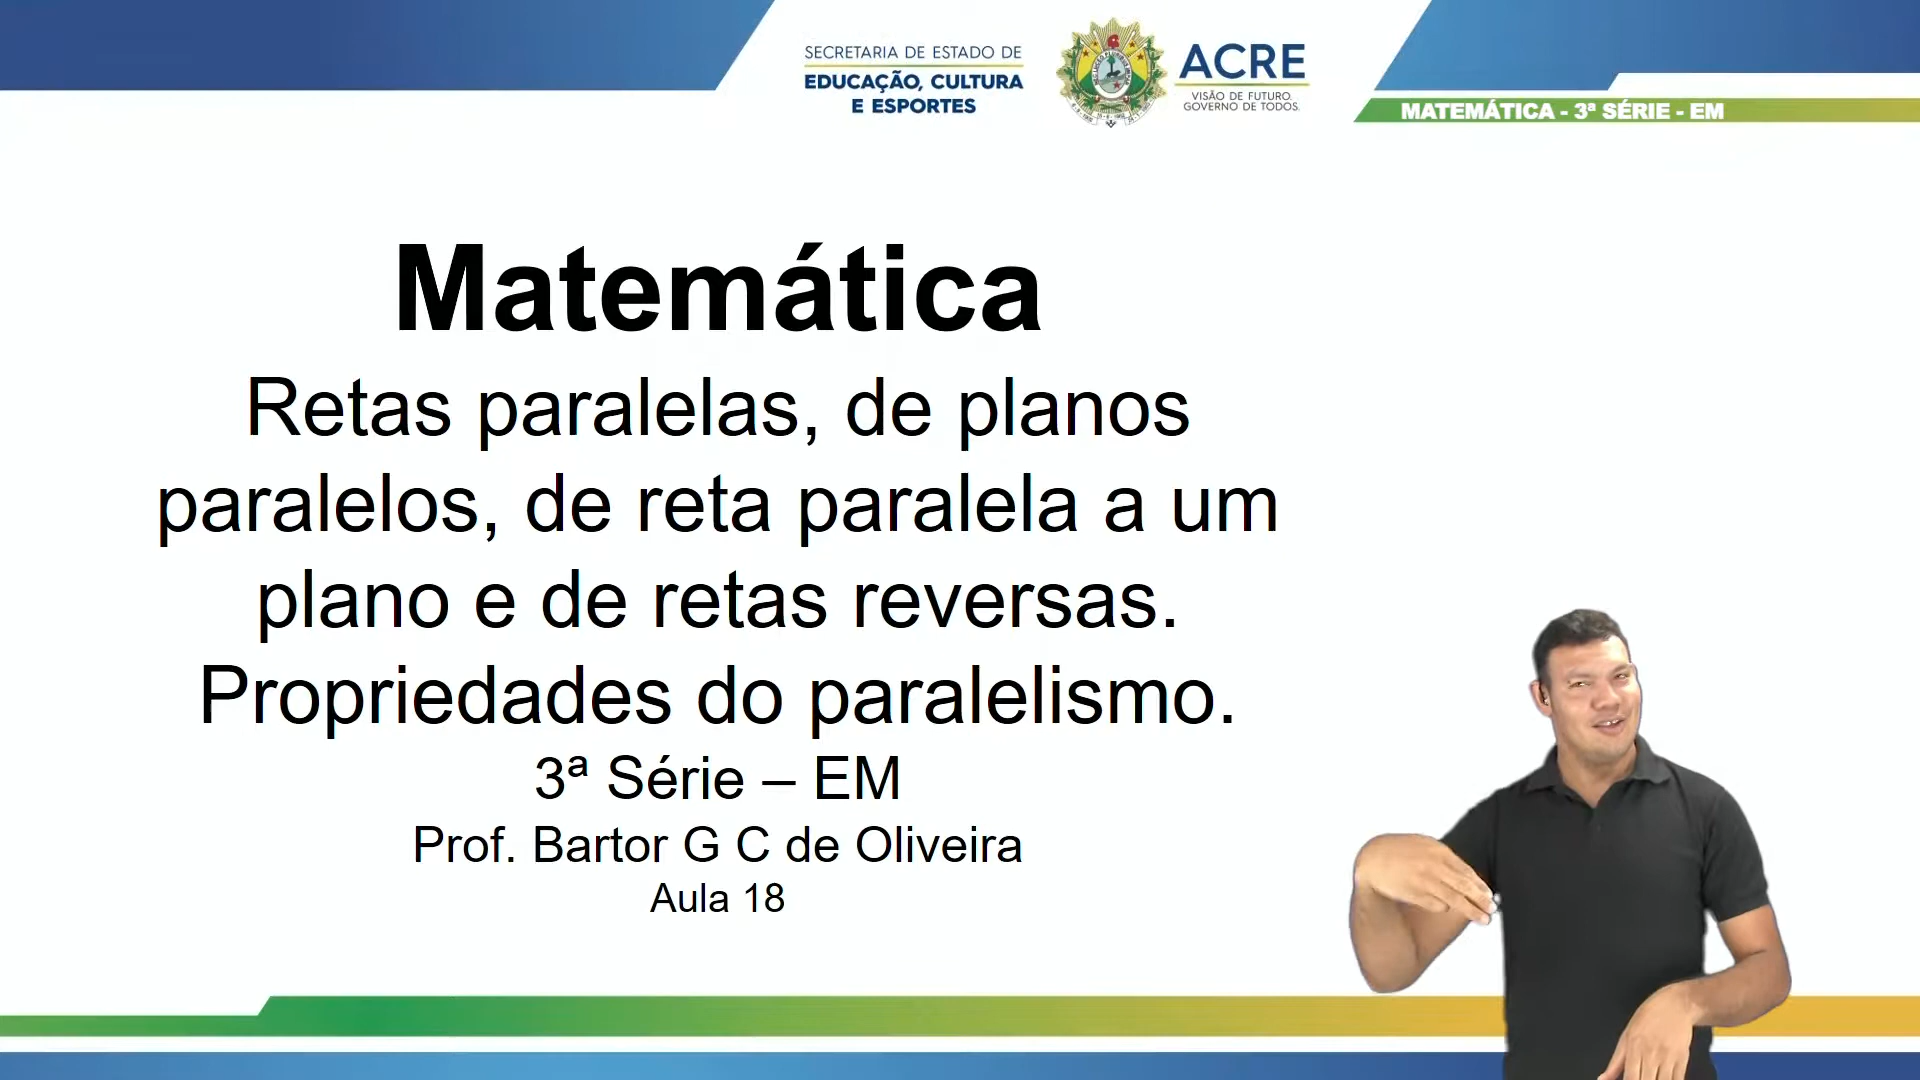 SECRETARIA DE ESTADO DE
EDUCAÇÃO, CULTURA
E ESPORTES
ACRE
VISÃO DE FUTURO.
GOVERNO DE TODOS.
MATEMÁTICA - 3ª SÉRIE - EM
Matemática
Retas paralelas, de planos
paralelos, de reta paralela a um
plano e de retas reversas.
Propriedades do paralelismo.
3ª Série – EM
Prof. Bartor G C de Oliveira
Aula 18